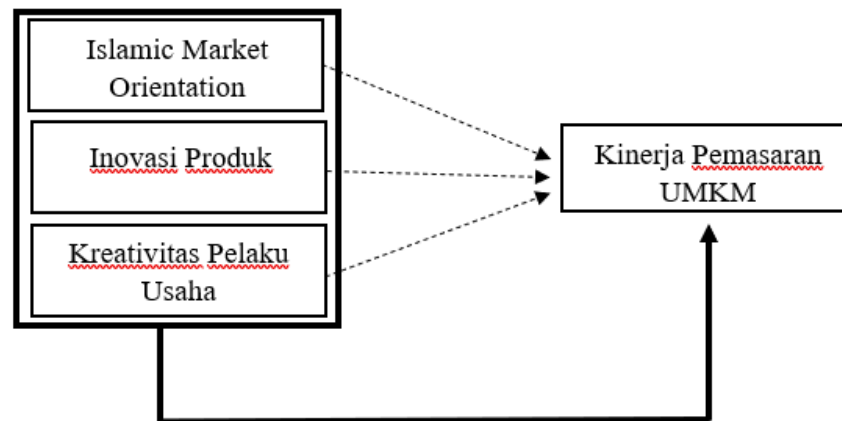 Islamic Market
Orientation
Inovasi Produk
Kreativitas Pelaku
Usaha
Kinerja Pemasaran
UMKM